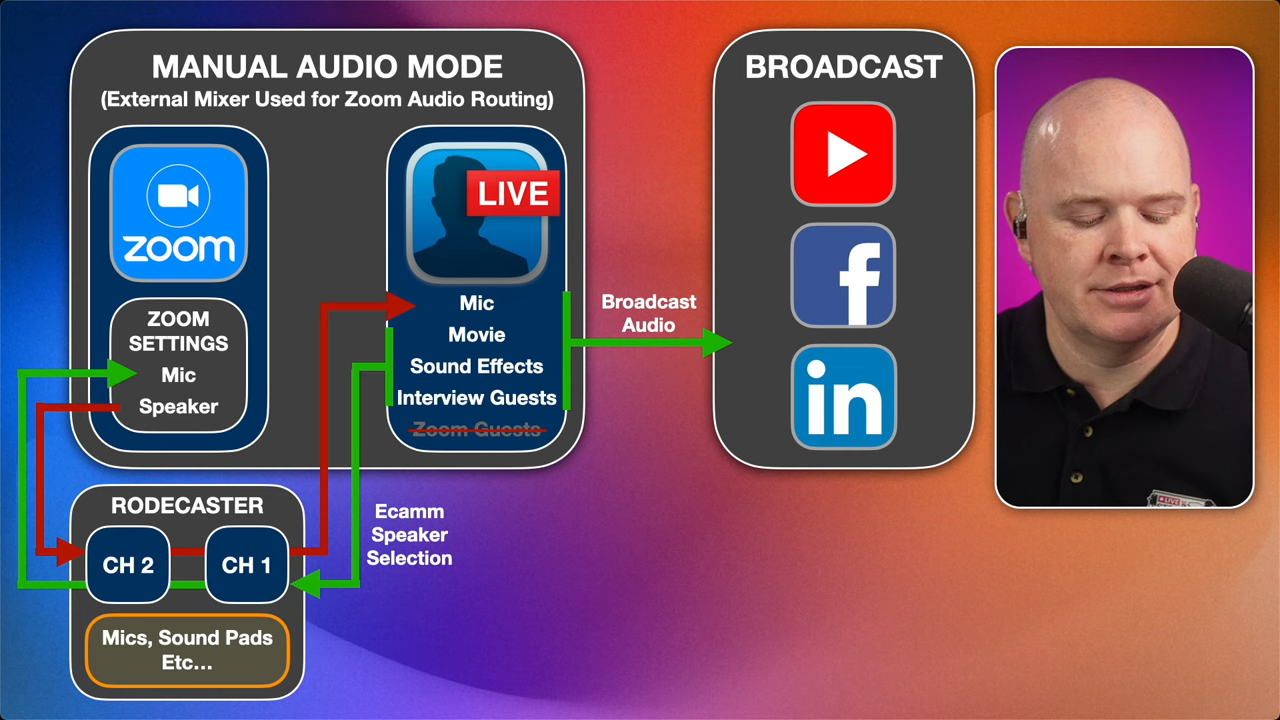 MANUAL AUDIO MODE
(External Mixer Used for Zoom Audio Routing)
zoom
ZOOM
SETTINGS
Mic
Speaker
LIVE
Mic
Movie
Sound Effects
Interview Guests
Zoom Guests
Broadcast
Audio
BROADCAST
f
in
RODECASTER
CH 2
CH 1
Mics, Sound Pads
Etc...
Ecamm
Speaker
Selection